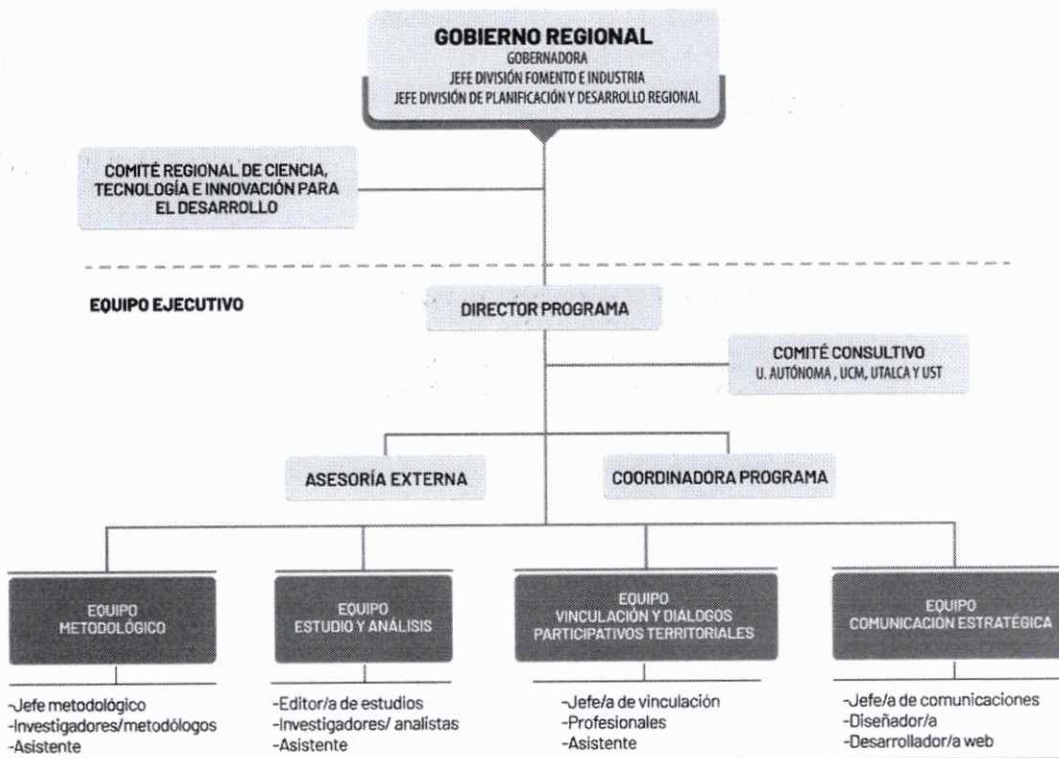 GOBIERNO REGIONAL
GOBERNADORA
JEFE DIVISIÓN FOMENTO E INDUSTRIA
JEFE DIVISIÓN DE PLANIFICACIÓN Y DESARROLLO REGIONAL
COMITÉ REGIONAL DE CIENCIA,
TECNOLOGÍA E INNOVACIÓN PARA
EL DESARROLLO
EQUIPO EJECUTIVO
DIRECTOR PROGRAMA
COMITÉ CONSULTIVO
U. AUTÓNOMA , UCM, UTALCA Y UST
ASESORÍA EXTERNA
COORDINADORA PROGRAMA
EQUIPO
METODOLÓGICO
-Jefe metodológico
-Investigadores/metodólogos
-Asistente
EQUIPO
ESTUDIO Y ANÁLISIS
-Editor/a de estudios
-Investigadores/ analistas
-Asistente
EQUIPO
VINCULACIÓN Y DIÁLOGOS
PARTICIPATIVOS TERRITORIALES
-Jefe/a de vinculación
-Profesionales
-Asistente
EQUIPO
COMUNICACIÓN ESTRATÉGICA
-Jefe/a de comunicaciones
-Diseñador/a
-Desarrollador/a web